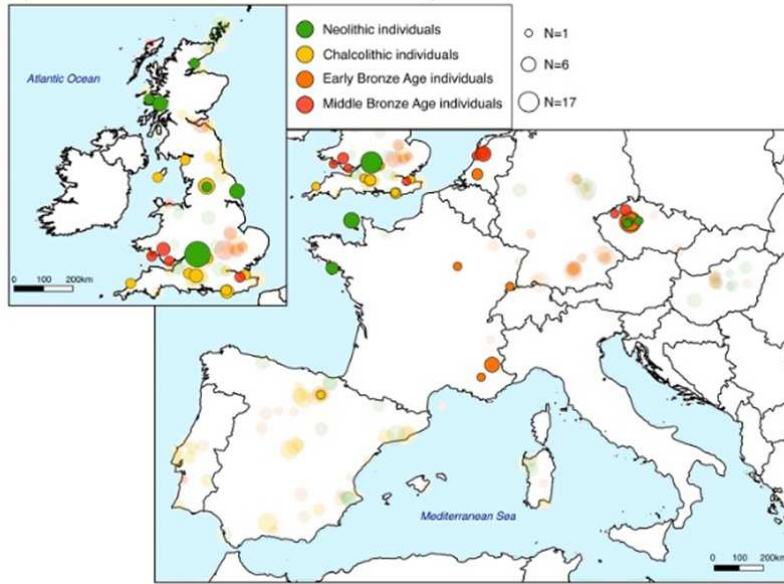 Atlantic Ocean
Neolithic individuals
Chalcolithic individuals
Early Bronze Age individuals
Middle Bronze Age individuals
N=1
N=6
N=17
0 100 200km
Mediterranean Sea
0 100 200km